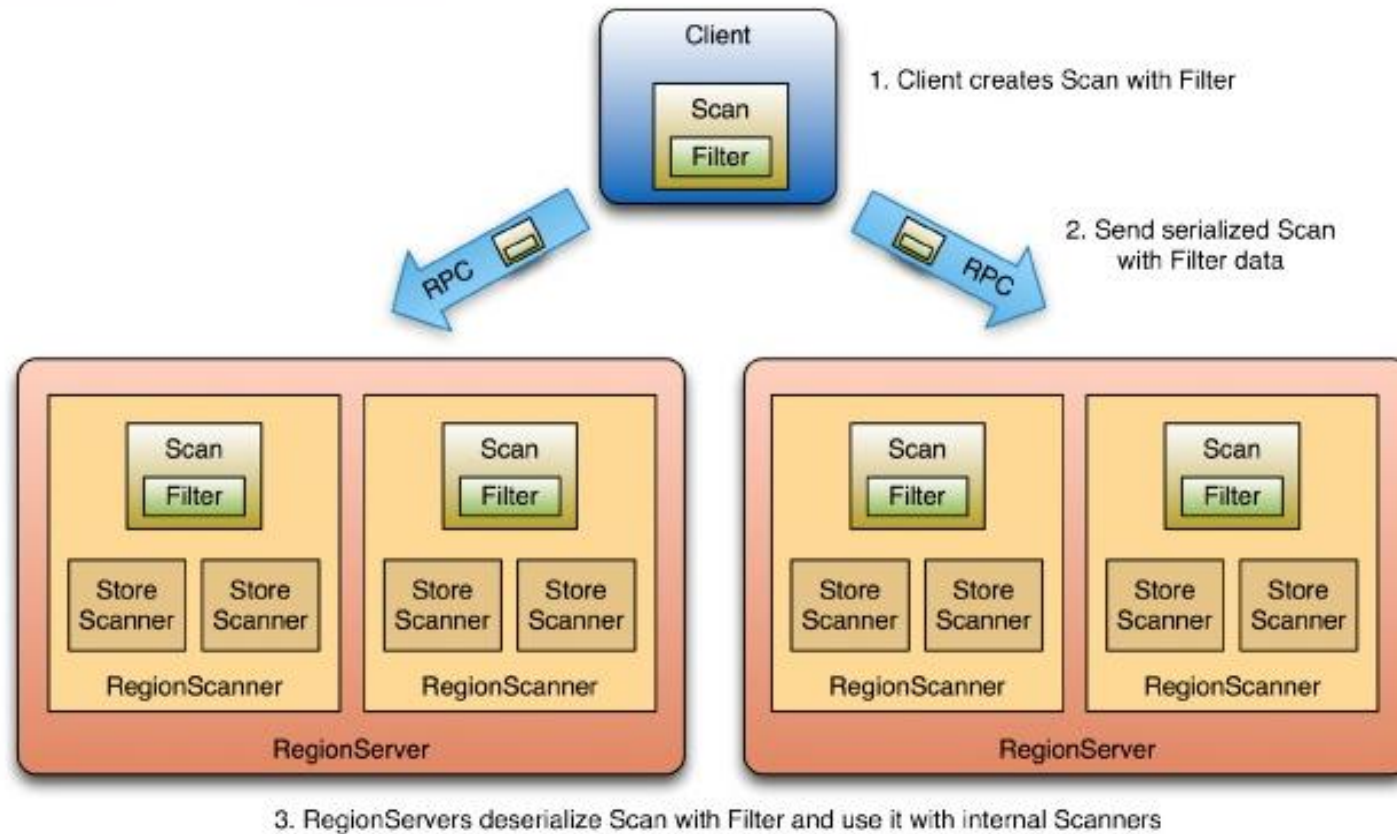 Client
Scan
Filter
1. Client creates Scan with Filter
RPC
RPC
2. Send serialized Scan
with Filter data
Scan
Filter
Store
Scanner
Store
Scanner
RegionScanner
Scan
Filter
Store
Scanner
Store
Scanner
RegionScanner
RegionServer
Scan
Filter
Store
Scanner
Store
Scanner
RegionScanner
Scan
Filter
Store
Scanner
Store
Scanner
RegionScanner
RegionServer
3. RegionServers deserialize Scan with Filter and use it with internal Scanners